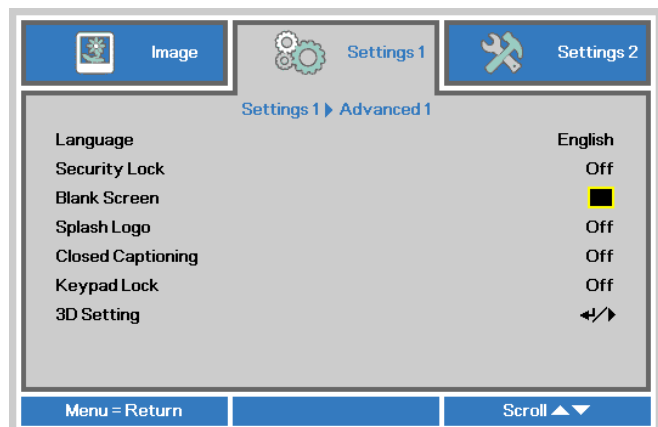 Image Settings 1 Settings 2
Settings 1 ▶ Advanced 1
Language English
Security Lock Off
Blank Screen
Splash Logo Off
Closed Captioning Off
Keypad Lock Off
3D Setting ↵/▶
Menu = Return Scroll ▲▼